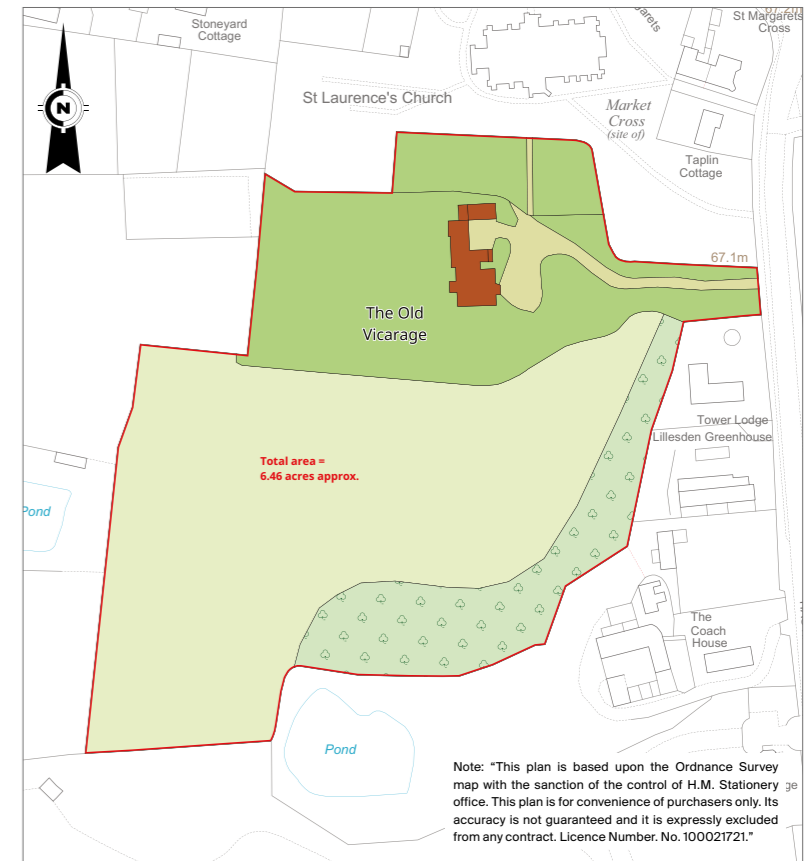 67.20m
St Margarets
Cross
Stoneyard
Cottage
N
St Laurence's Church
Market
Cross
(site of)
Taplin
Cottage
67.1m
The Old
Vicarage
Tower Lodge
Lillesden Greenhouse
Total area =
6.46 acres approx.
Pond
The
Coach
House
Pond
Note: “This plan is based upon the Ordnance Survey
map with the sanction of the control of H.M. Stationery
office. This plan is for convenience of purchasers only. Its
accuracy is not guaranteed and it is expressly excluded
from any contract. Licence Number. No. 100021721.”